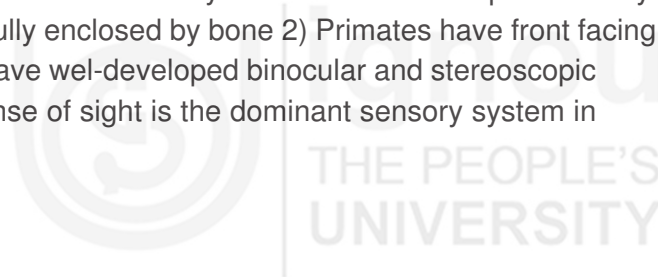 ully enclosed by bone 2) Primates have front facing
ave wel-developed binocular and stereoscopic
nse of sight is the dominant sensory system in
ignou
THE PEOPLE'S
UNIVERSITY